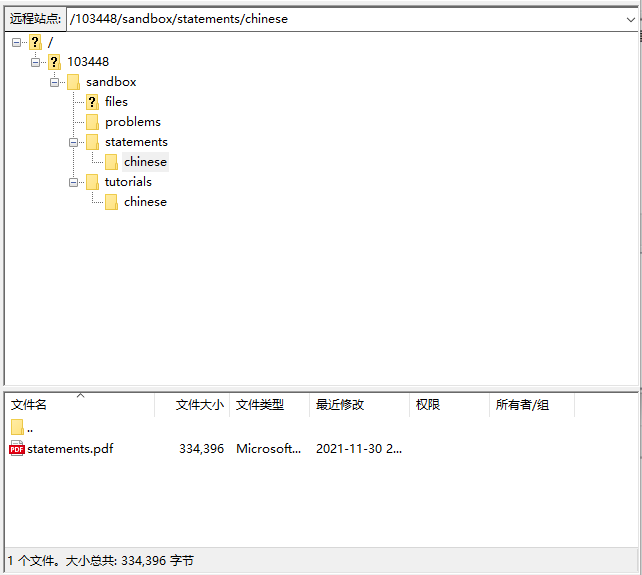 远程站点: /103448/sandbox/statements/chinese
/
103448
sandbox
files
problems
statements
chinese
tutorials
chinese
文件名 文件大小 文件类型 最近修改 权限 所有者/组
..
statements.pdf 334,396 Microsoft... 2021-11-30 2...
1 个文件。大小总共: 334,396 字节